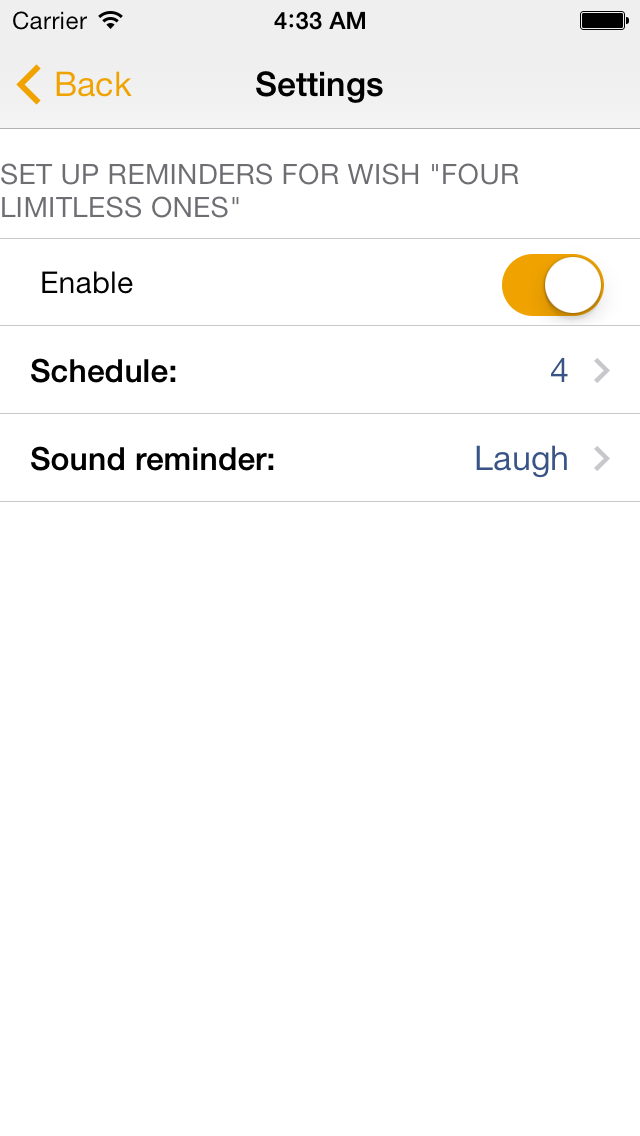 Carrier 4:33 AM
Back Settings
SET UP REMINDERS FOR WISH "FOUR
LIMITLESS ONES"
Enable
Schedule: 4
Sound reminder: Laugh